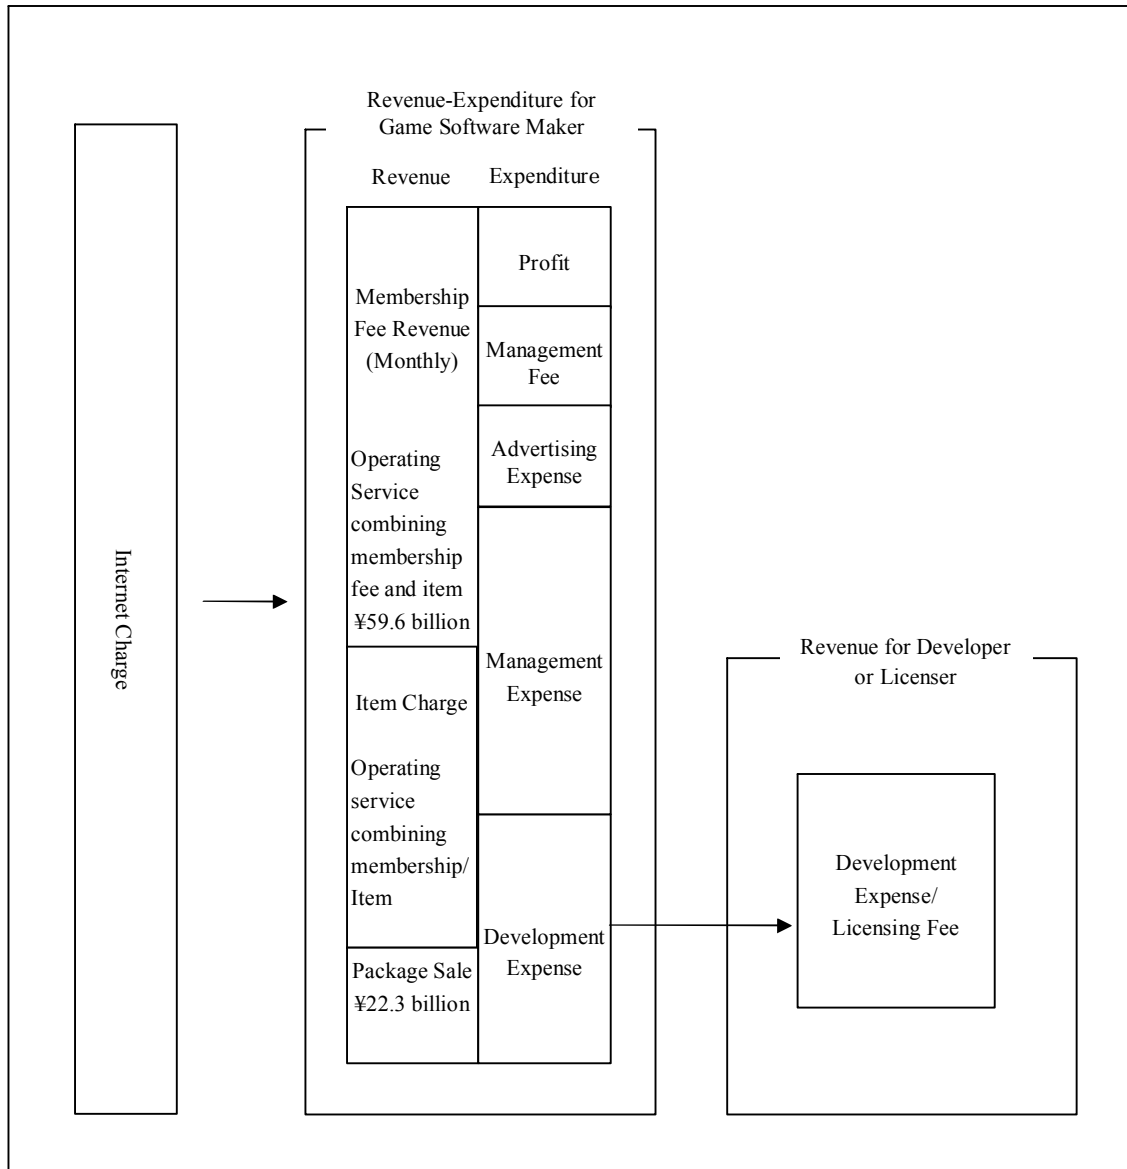 Internet Charge
Revenue-Expenditure for
Game Software Maker
Revenue
Expenditure
Membership
Fee Revenue
(Monthly)
Operating
Service
combining
membership
fee and item
¥59.6 billion
Item Charge
Operating
service
combining
membership/
Item
Package Sale
¥22.3 billion
Profit
Management
Fee
Advertising
Expense
Management
Expense
Development
Expense
Revenue for Developer
or Licenser
Development
Expense/
Licensing Fee